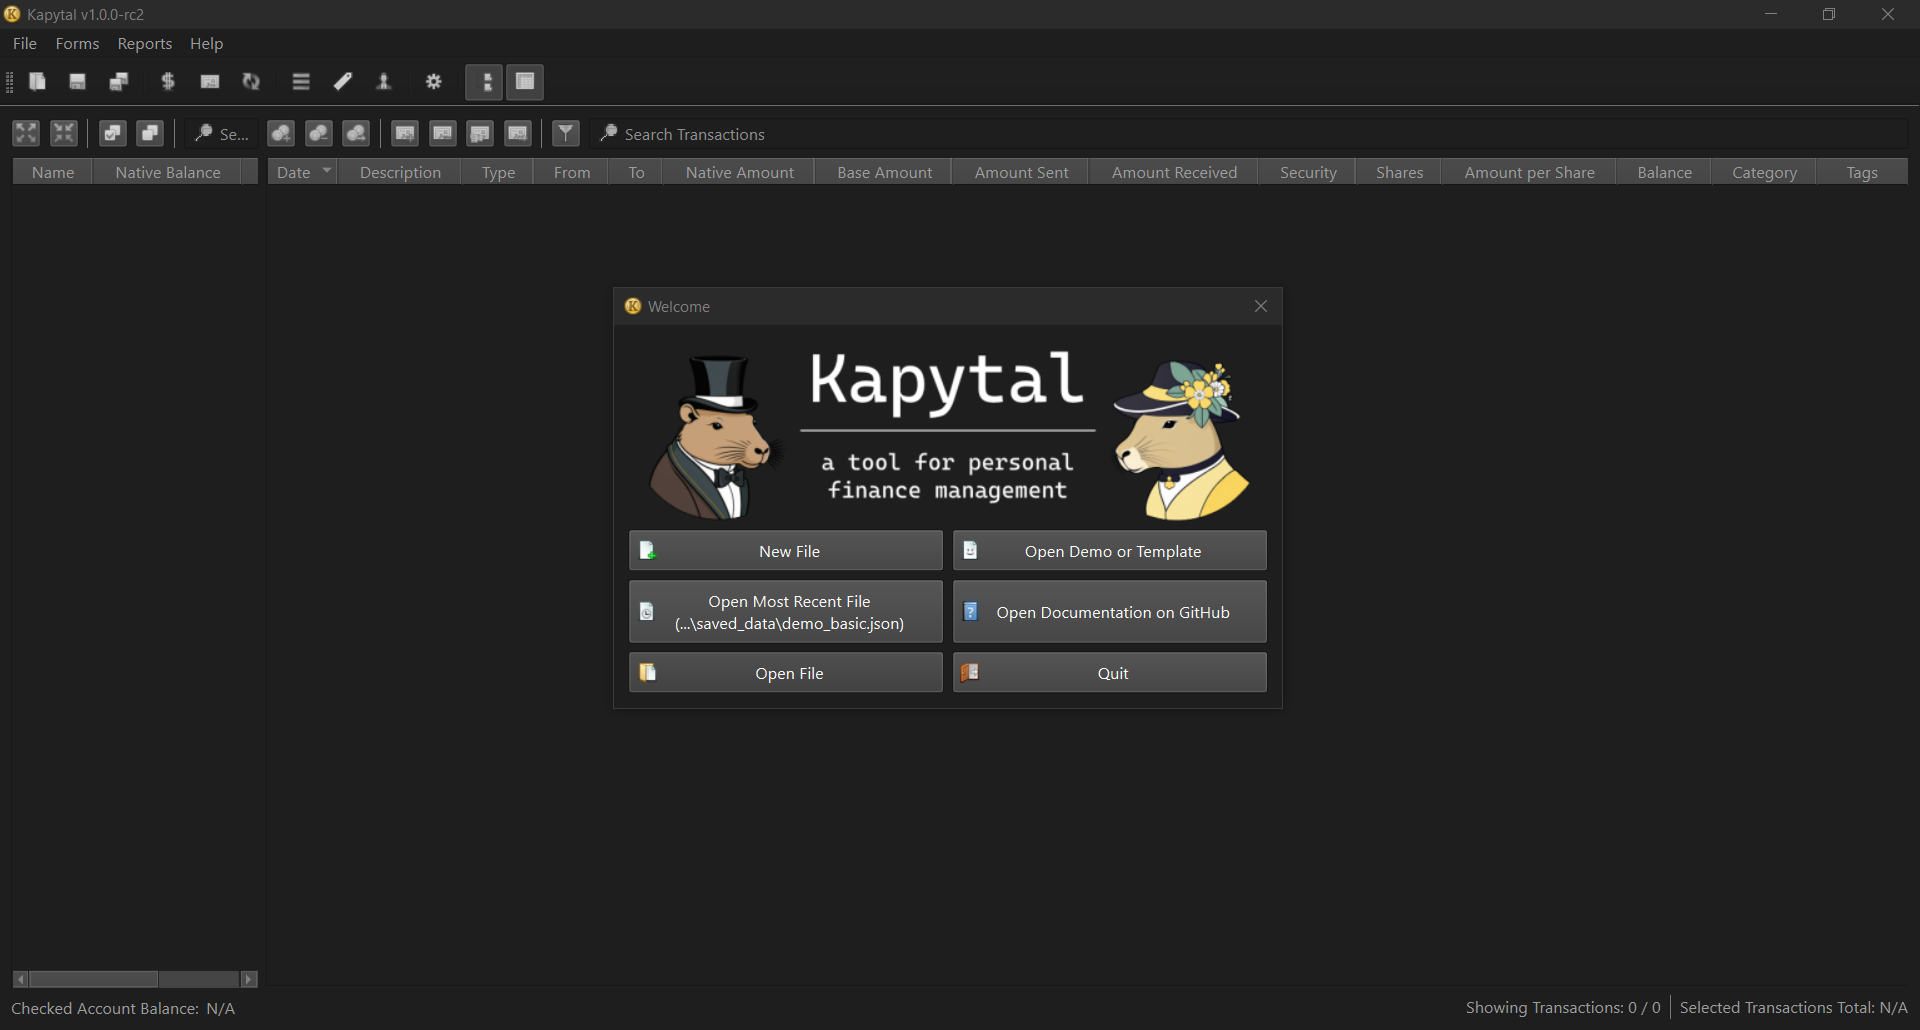 Kapytal v1.0.0-rc2
File Forms Reports Help
Se... Search Transactions
Name Native Balance Date Description Type From To Native Amount Base Amount Amount Sent Amount Received Security Shares Amount per Share Balance Category Tags
Welcome
Kapytal
a tool for personal
finance management
New File Open Demo or Template
Open Most Recent File
(...\saved_data\demo_basic.json)
Open Documentation on GitHub
Open File Quit
Checked Account Balance: N/A Showing Transactions: 0 / 0 Selected Transactions Total: N/A